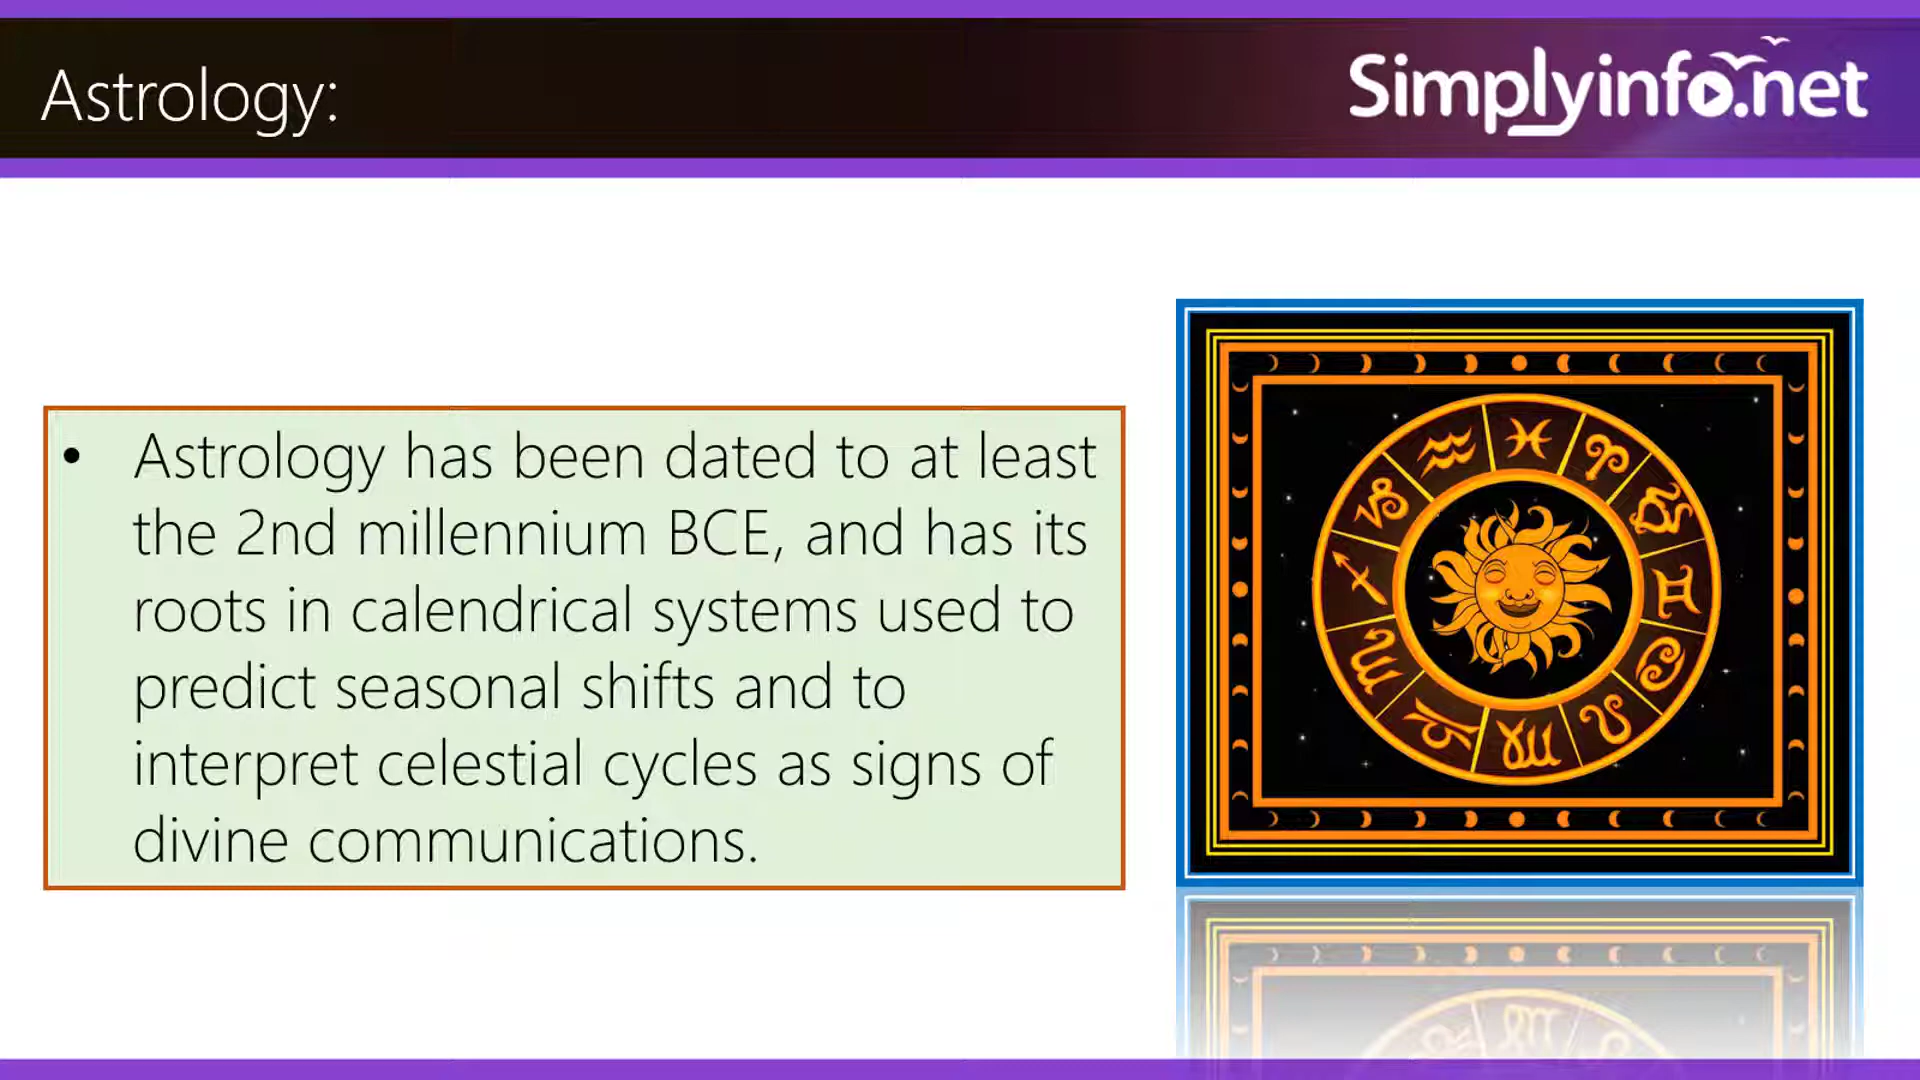 Astrology:
Simplyinfo.net
• Astrology has been dated to at least
the 2nd millennium BCE, and has its
roots in calendrical systems used to
predict seasonal shifts and to
interpret celestial cycles as signs of
divine communications.